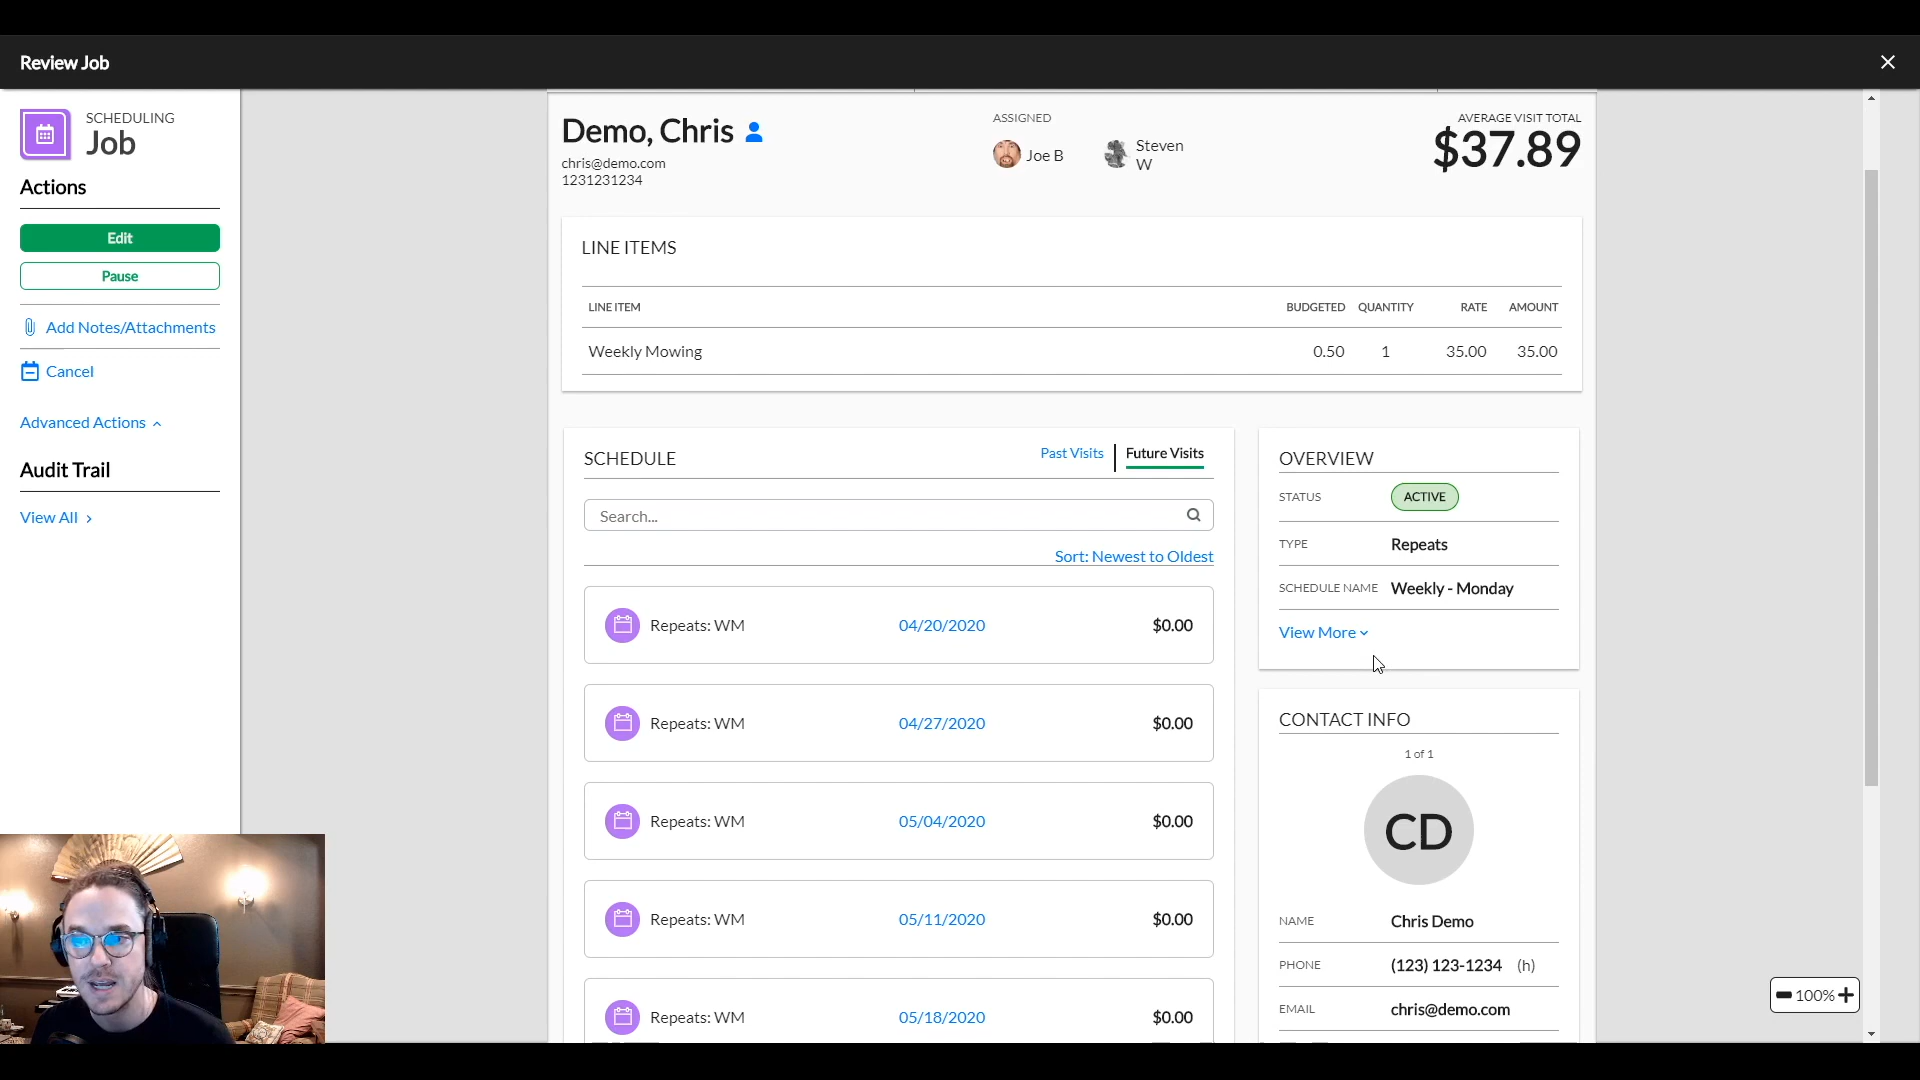 Review Job
SCHEDULING
Job
Actions
Edit
Pause
Add Notes/Attachments
Cancel
Advanced Actions
Audit Trail
View All
Demo, Chris
chris@demo.com
1231231234
ASSIGNED
Joe B
Steven
W
AVERAGE VISIT TOTAL
$37.89
LINE ITEMS
LINE ITEM BUDGETED QUANTITY RATE AMOUNT
Weekly Mowing 0.50 1 35.00 35.00
SCHEDULE Past Visits Future Visits
Search...
Sort: Newest to Oldest
Repeats: WM 04/20/2020 $0.00
Repeats: WM 04/27/2020 $0.00
Repeats: WM 05/04/2020 $0.00
Repeats: WM 05/11/2020 $0.00
Repeats: WM 05/18/2020 $0.00
OVERVIEW
STATUS ACTIVE
TYPE Repeats
SCHEDULE NAME Weekly - Monday
View More
CONTACT INFO
1 of 1
CD
NAME Chris Demo
PHONE (123) 123-1234 (h)
EMAIL chris@demo.com
100%